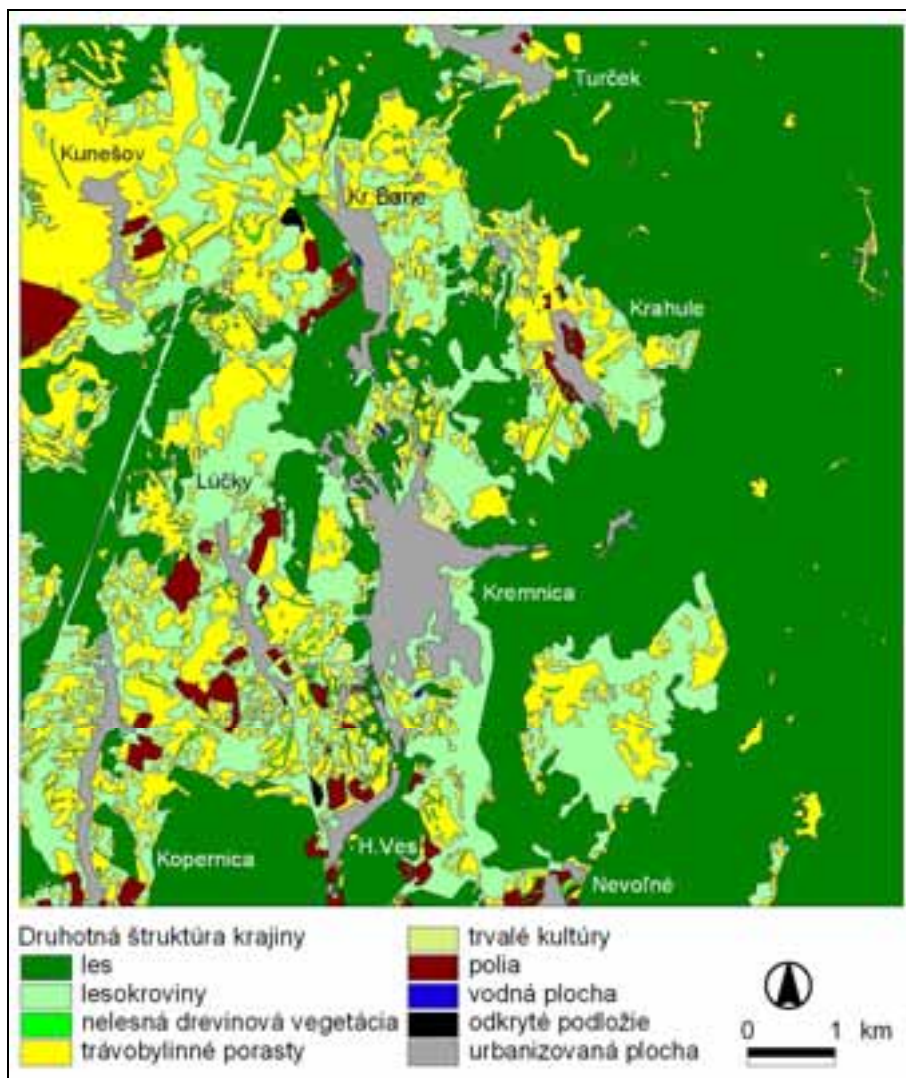 Turček
Kunešov
Kr.Bane
Krahule
Lúčky
Kremnica
Kopernica
H.Ves
Nevoľné
Druhotná štruktúra krajiny
les
lesokroviny
nelesná drevinová vegetácia
trávobylinné porasty
trvalé kultúry
polia
vodná plocha
odkryté podložie
urbanizovaná plocha
0 1 km